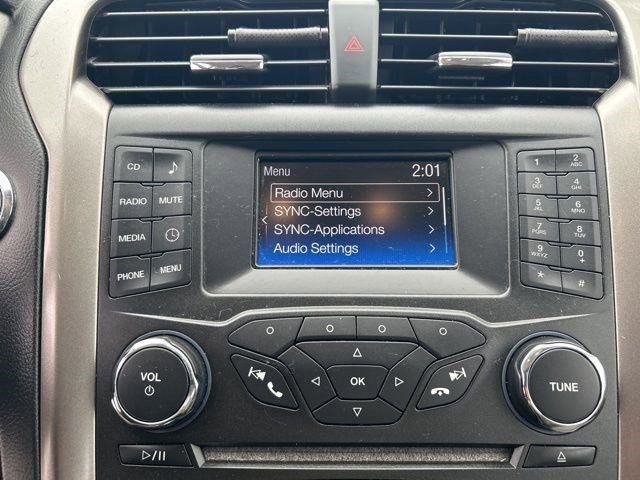 Menu 2:01
Radio Menu
SYNC-Settings
SYNC-Applications
Audio Settings
CD
RADIO MUTE
MEDIA
PHONE MENU
1 2 ABC
3 DEF 4 GHI
5 JKL 6 MNO
7 PQRS 8 TUV
9 WXYZ 0 +
* #
OK
VOL
TUNE